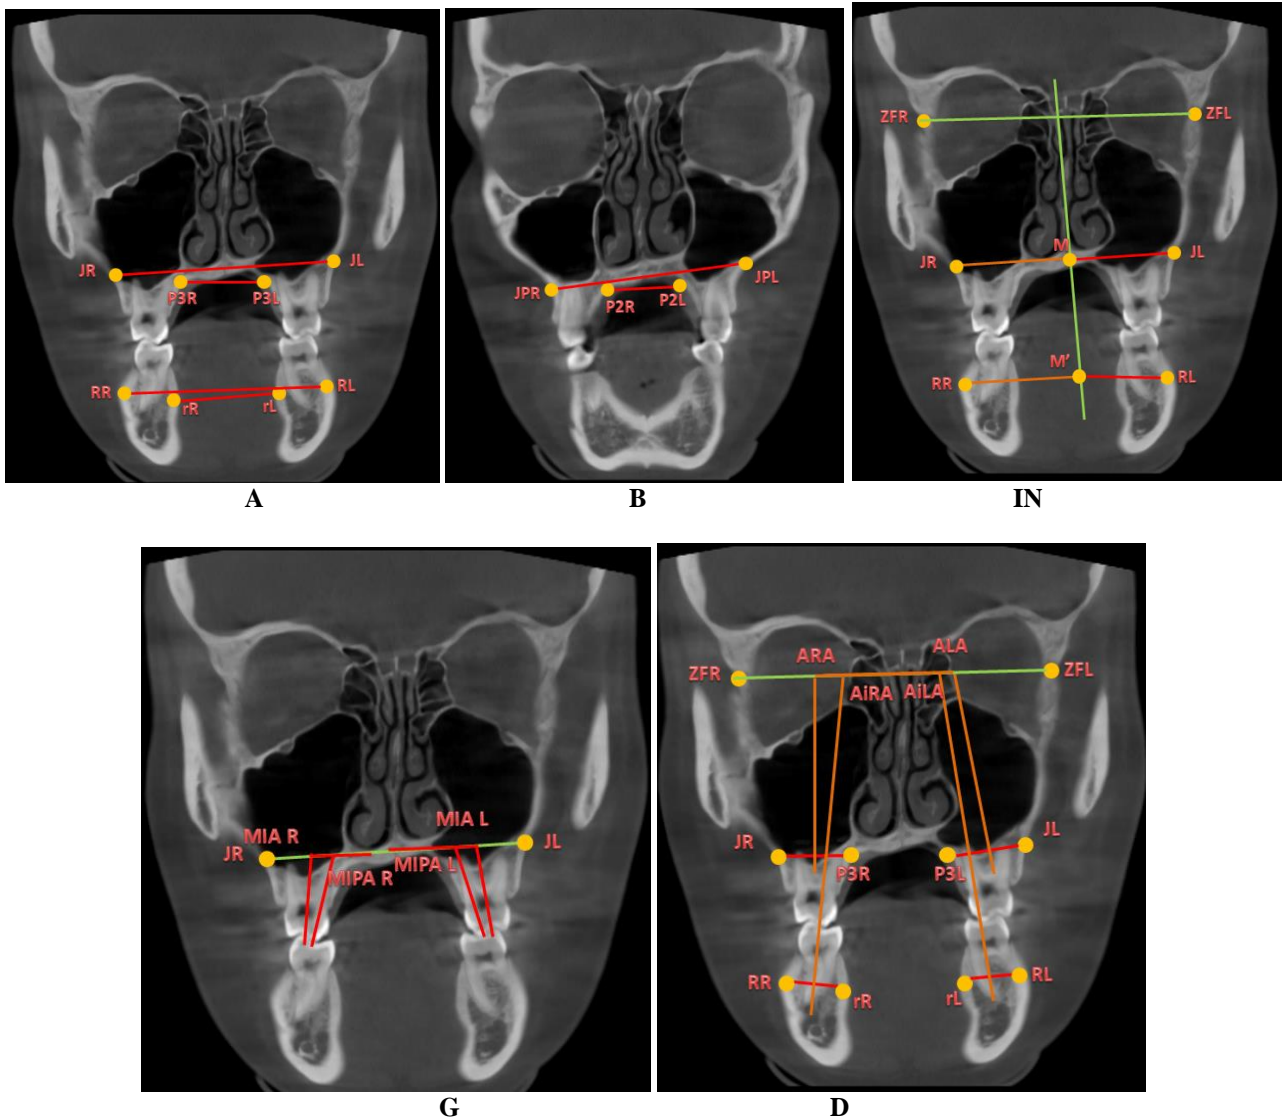 ZFR ZFL
JR JL
P3R P3L
RR RL
rR rL
A
JPR JPL
P2R P2L
B
M
JR JL
M'
RR RL
IN
MIA R MIA L
JR JL
MIPA R MIPA L
G
ARA ALA
ZFR ZFL
AiRA AiLA
JR JL
P3R P3L
RR RL
rR rL
D